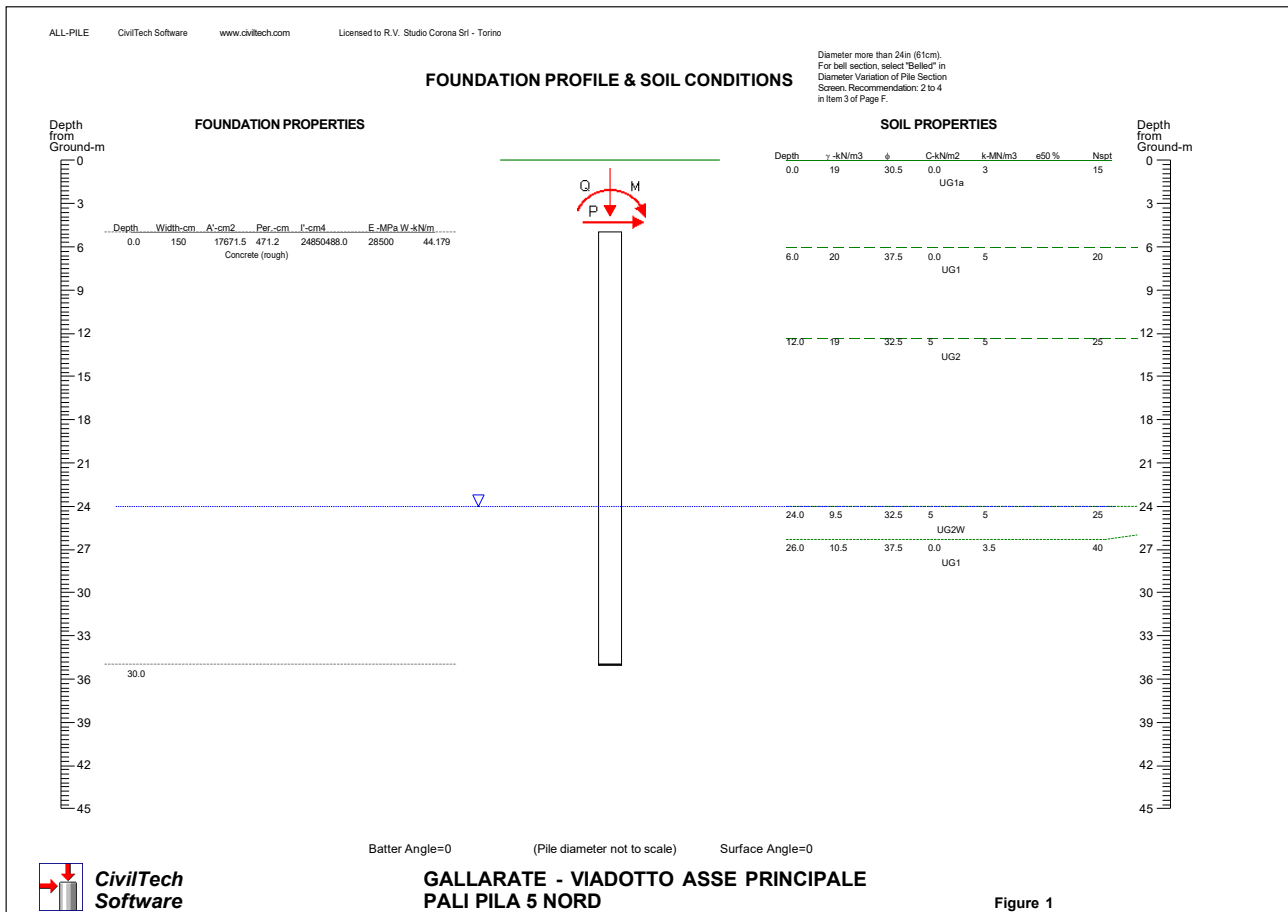 ALL-PILE CivilTech Software www.civiltech.com Licensed to R.V. Studio Corona Srl - Torino
Diameter more than 24in (61cm).
For bell section, select "Belled" in
Diameter Variation of Pile Section
Screen. Recommendation: 2 to 4
in Item 3 of Page F.
FOUNDATION PROFILE & SOIL CONDITIONS
FOUNDATION PROPERTIES
SOIL PROPERTIES
Depth
from
Ground-m
0
3
6
9
12
15
18
21
24
27
30
33
36
39
42
45
Depth Width-cm A'-cm2 Per.-cm I'-cm4 E -MPa W -kN/m
0.0 150 17671.5 471.2 24850488.0 28500 44.179
Concrete (rough)
30.0
Q M
P
Depth γ -kN/m3 ϕ C-kN/m2 k-MN/m3 e50 % Nspt
0.0 19 30.5 0.0 3 15
UG1a
6.0 20 37.5 0.0 5 20
UG1
12.0 19 32.5 5 5 25
UG2
24.0 9.5 32.5 5 5 25
UG2W
26.0 10.5 37.5 0.0 3.5 40
UG1
Depth
from
Ground-m
0
3
6
9
12
15
18
21
24
27
30
33
36
39
42
45
Batter Angle=0 (Pile diameter not to scale) Surface Angle=0
CivilTech
Software
GALLARATE - VIADOTTO ASSE PRINCIPALE
PALI PILA 5 NORD
Figure 1